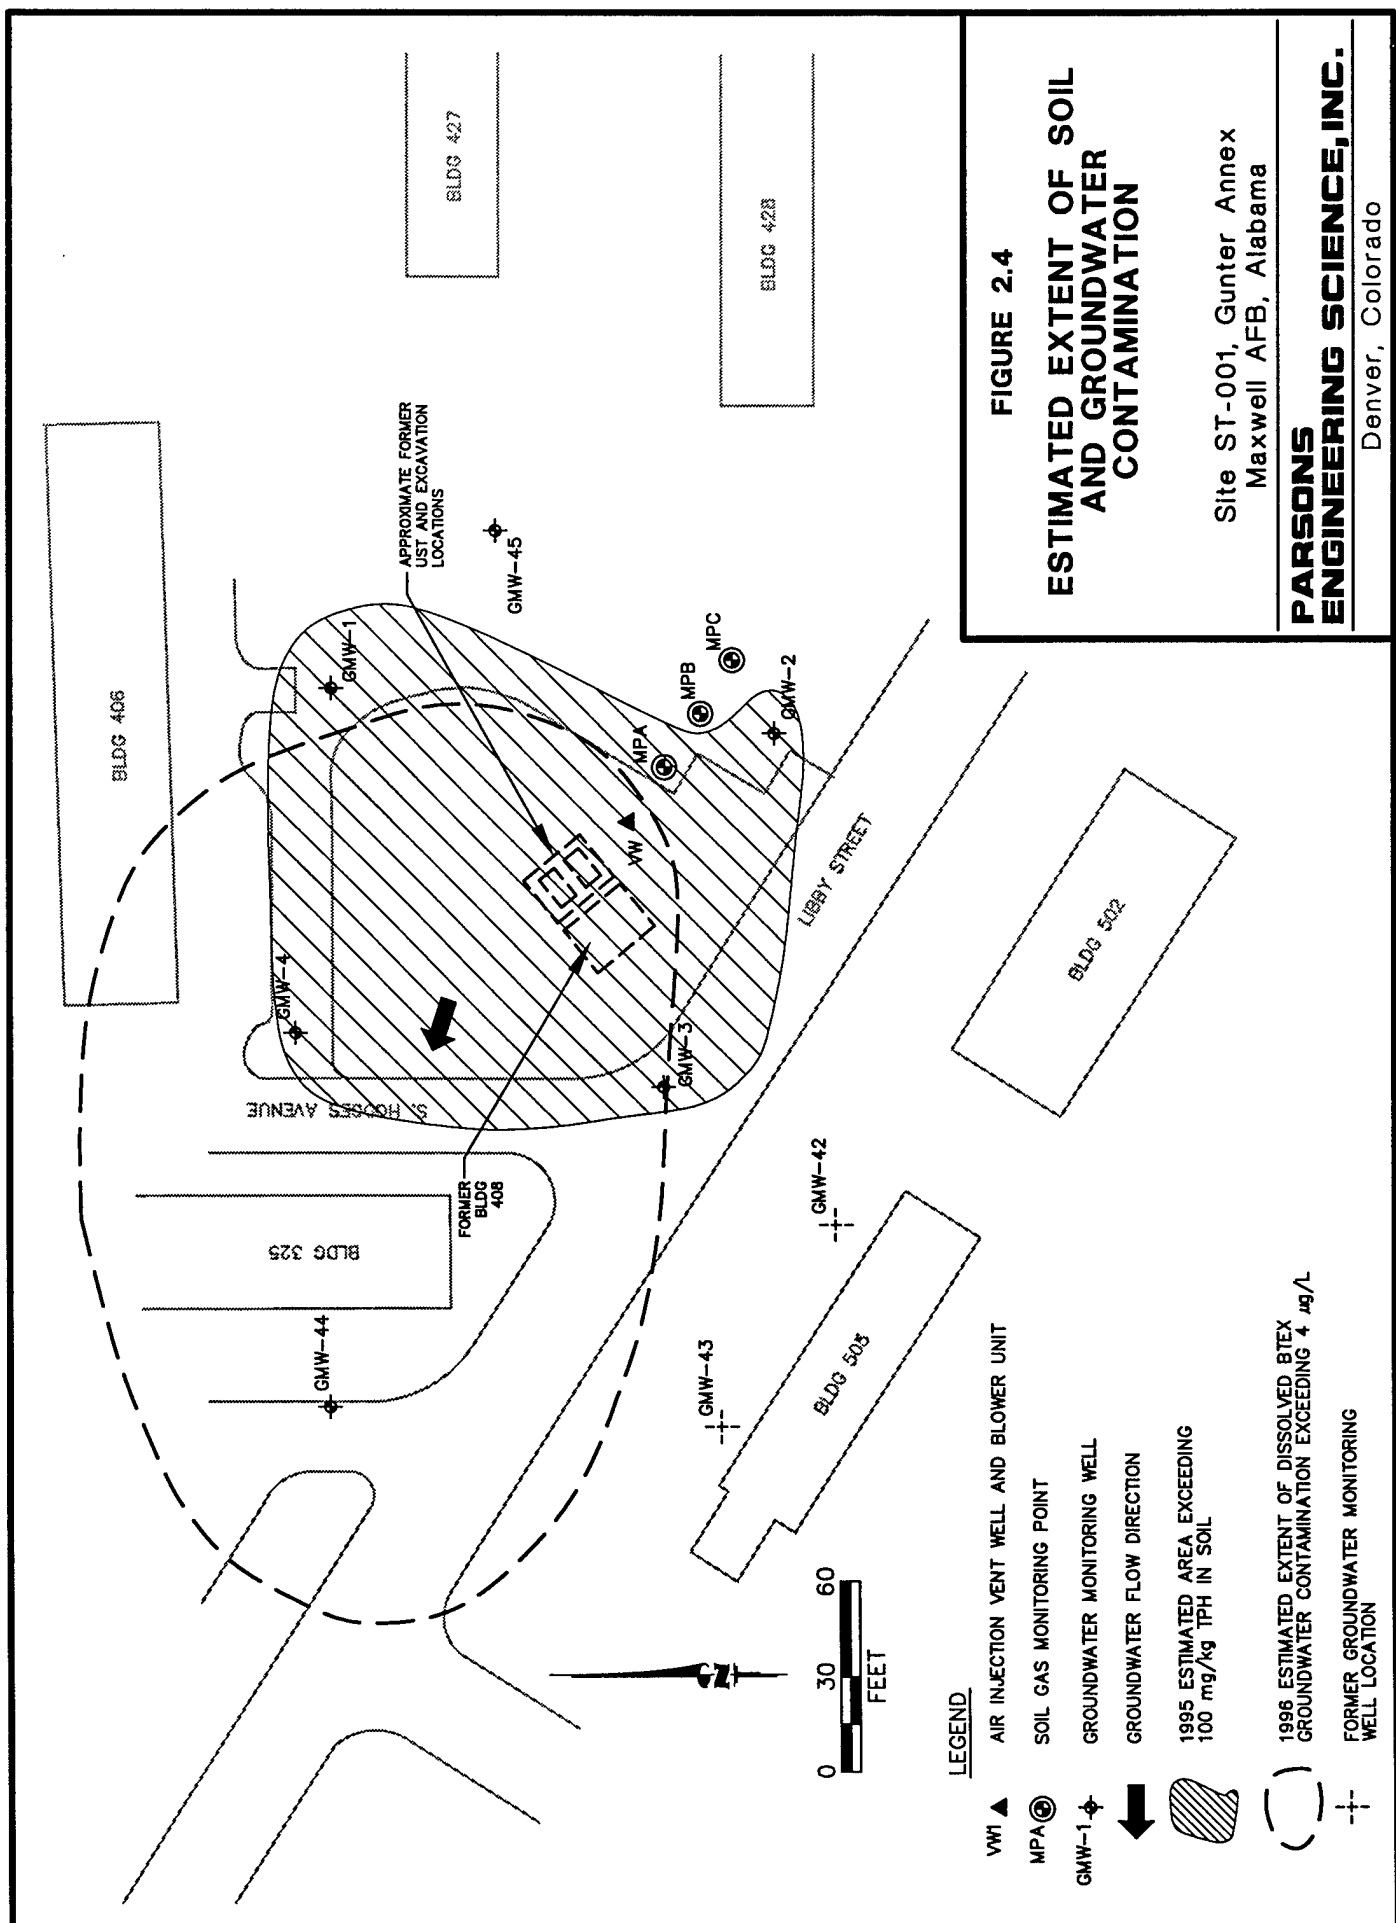 BLDG 427
BLDG 428
BLDG 406
APPROXIMATE FORMER
UST AND EXCAVATION
LOCATIONS
GMW-45
GMW-1
MPC
MPB
GMW-2
MPA
VW
LIBBY STREET
BLDG 502
GMW-4
GMW-3
S. HODGES AVENUE
FORMER
BLDG
408
BLDG 325
GMW-42
GMW-44
GMW-43
BLDG 505
N
0 30 60
FEET
LEGEND
VW1 AIR INJECTION VENT WELL AND BLOWER UNIT
MPA SOIL GAS MONITORING POINT
GMW-1 GROUNDWATER MONITORING WELL
GROUNDWATER FLOW DIRECTION
1995 ESTIMATED AREA EXCEEDING
100 mg/kg TPH IN SOIL
1996 ESTIMATED EXTENT OF DISSOLVED BTEX
GROUNDWATER CONTAMINATION EXCEEDING 4 µg/L
FORMER GROUNDWATER MONITORING
WELL LOCATION
FIGURE 2.4
ESTIMATED EXTENT OF SOIL
AND GROUNDWATER
CONTAMINATION
Site ST-001, Gunter Annex
Maxwell AFB, Alabama
PARSONS
ENGINEERING SCIENCE, INC.
Denver, Colorado